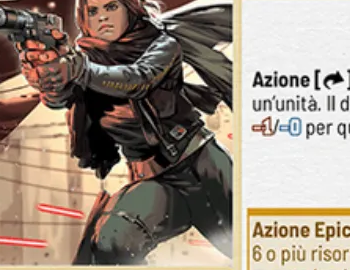 Azione [
un'unità. Il d
-1/-0 per qu
Azione Epic
6 o più risor